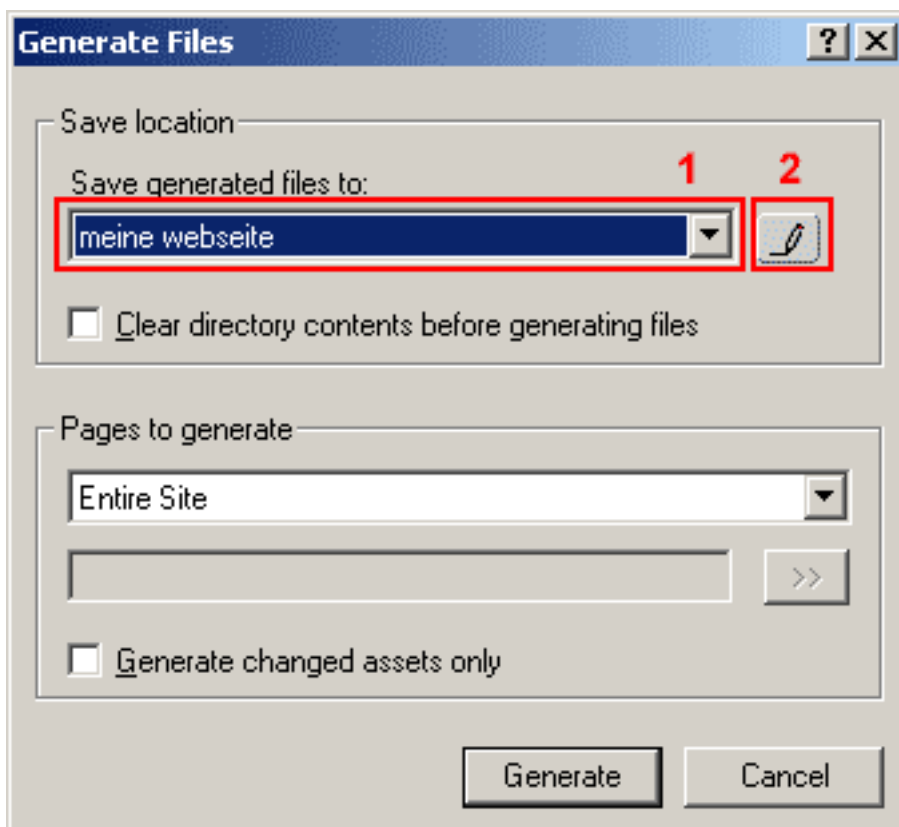 Generate Files
Save location
Save generated files to:
1
2
meine webseite
Clear directory contents before generating files
Pages to generate
Entire Site
>>
Generate changed assets only
Generate
Cancel